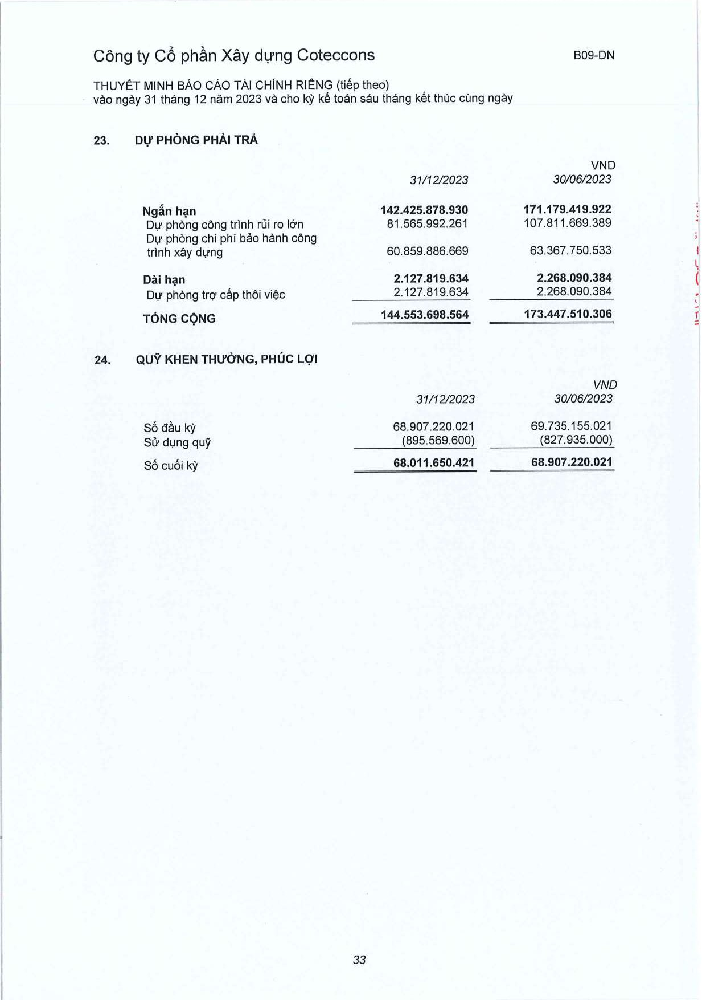 Công ty Cổ phần Xây dựng Coteccons B09-DN
THUYẾT MINH BÁO CÁO TÀI CHÍNH RIÊNG (tiếp theo)
vào ngày 31 tháng 12 năm 2023 và cho kỳ kế toán sáu tháng kết thúc cùng ngày
23. DỰ PHÒNG PHẢI TRẢ
VND
31/12/2023 30/06/2023
Ngắn hạn 142.425.878.930 171.179.419.922
Dự phòng công trình rủi ro lớn 81.565.992.261 107.811.669.389
Dự phòng chi phí bảo hành công
trình xây dựng 60.859.886.669 63.367.750.533
Dài hạn 2.127.819.634 2.268.090.384
Dự phòng trợ cấp thôi việc 2.127.819.634 2.268.090.384
TỔNG CỘNG 144.553.698.564 173.447.510.306
24. QUỸ KHEN THƯỞNG, PHÚC LỢI
VND
31/12/2023 30/06/2023
Số đầu kỳ 68.907.220.021 69.735.155.021
Sử dụng quỹ (895.569.600) (827.935.000)
Số cuối kỳ 68.011.650.421 68.907.220.021
33